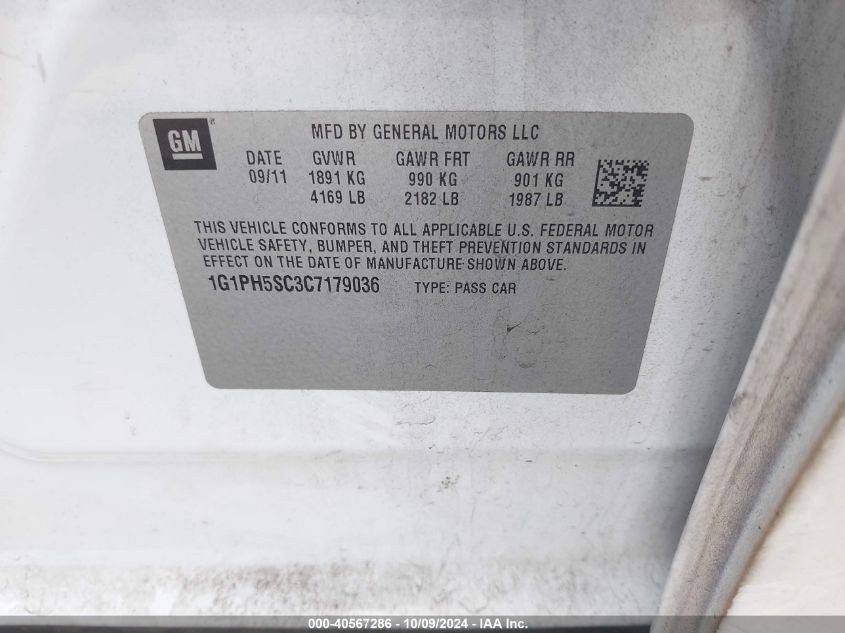 GM
MFD BY GENERAL MOTORS LLC
DATE GVWR GAWR FRT GAWR RR
09/11 1891 KG 990 KG 901 KG
4169 LB 2182 LB 1987 LB
THIS VEHICLE CONFORMS TO ALL APPLICABLE U.S. FEDERAL MOTOR
VEHICLE SAFETY, BUMPER, AND THEFT PREVENTION STANDARDS IN
EFFECT ON THE DATE OF MANUFACTURE SHOWN ABOVE.
1G1PH5SC3C7179036 TYPE: PASS CAR
000-40567286 - 10/09/2024 - IAA Inc.